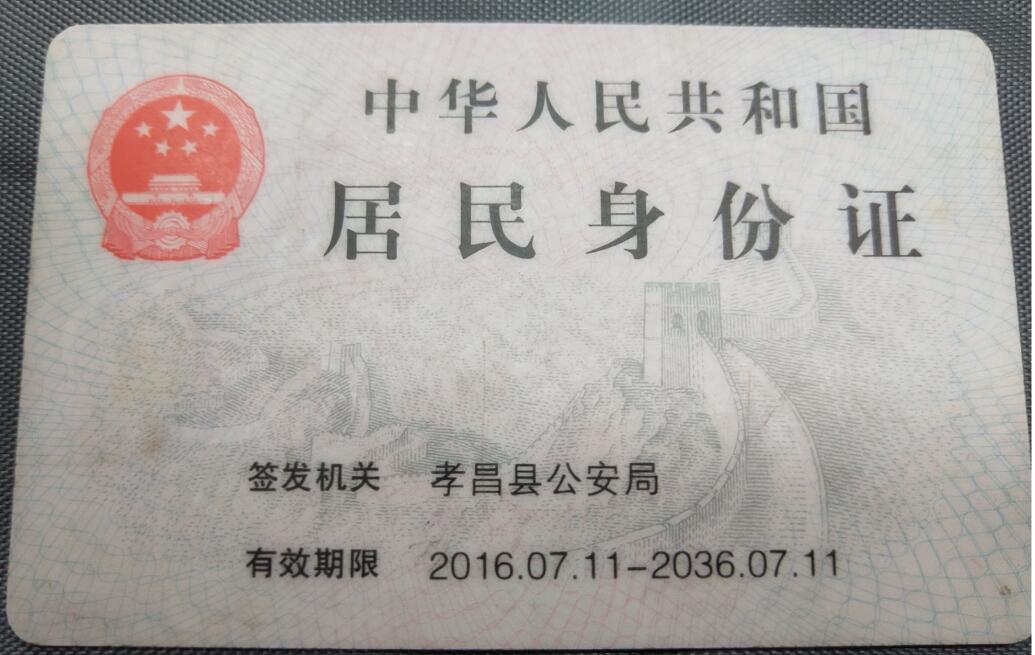 中华人民共和国
居民身份证
签发机关 孝昌县公安局
有效期限 2016.07.11-2036.07.11